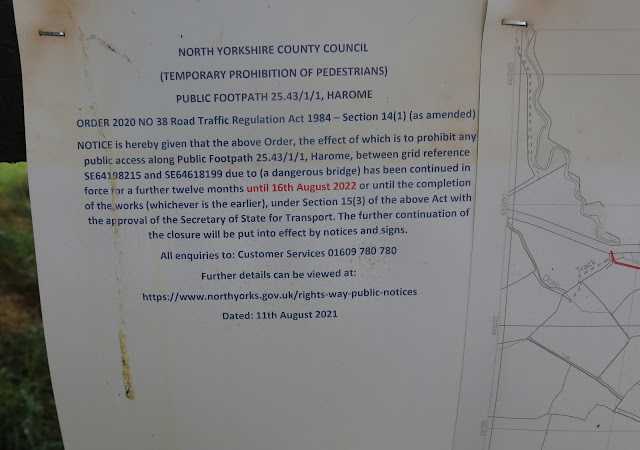 NORTH YORKSHIRE COUNTY COUNCIL
(TEMPORARY PROHIBITION OF PEDESTRIANS)
PUBLIC FOOTPATH 25.43/1/1, HAROME
ORDER 2020 NO 38 Road Traffic Regulation Act 1984 – Section 14(1) (as amended)
NOTICE is hereby given that the above Order, the effect of which is to prohibit any
public access along Public Footpath 25.43/1/1, Harome, between grid reference
SE64198215 and SE64618199 due to (a dangerous bridge) has been continued in
force for a further twelve months until 16th August 2022 or until the completion
of the works (whichever is the earlier), under Section 15(3) of the above Act with
the approval of the Secretary of State for Transport. The further continuation of
the closure will be put into effect by notices and signs.
All enquiries to: Customer Services 01609 780 780
Further details can be viewed at:
https://www.northyorks.gov.uk/rights-way-public-notices
Dated: 11th August 2021
Track